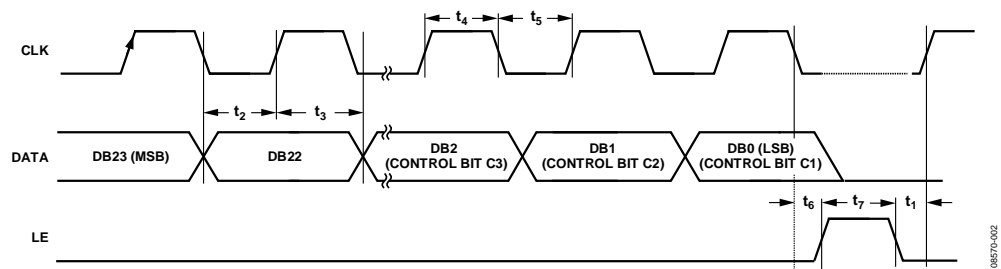 CLK
t4
t5
t2
t3
DATA
DB23 (MSB)
DB22
DB2
(CONTROL BIT C3)
DB1
(CONTROL BIT C2)
DB0 (LSB)
(CONTROL BIT C1)
t6
t7
t1
LE
08570-002